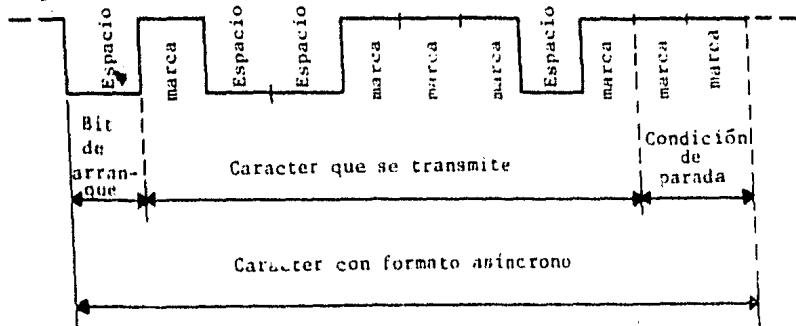 Espacio
marca
Espacio
Espacio
marca
marca
marca
Espacio
marca
marca
marca
Bit
de
arran-
que
Caracter que se transmite
Condición
de
parada
Caracter con formato asíncrono